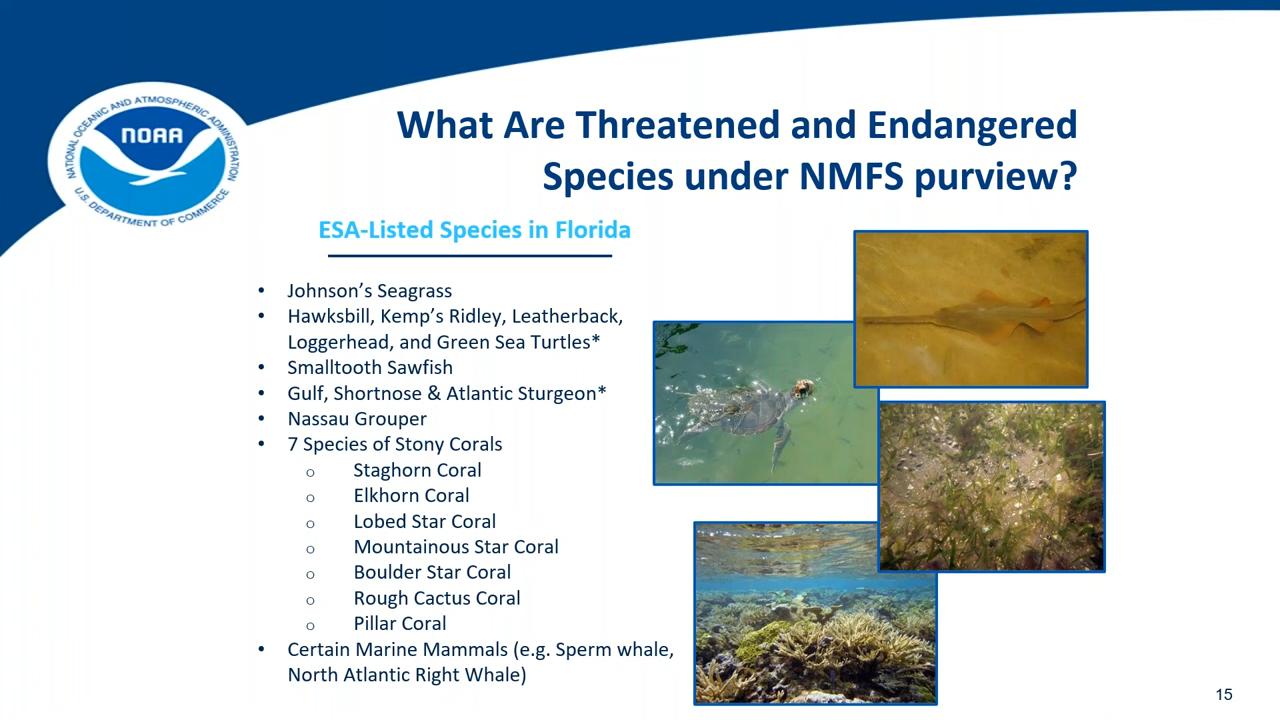 NATIONAL OCEANIC AND ATMOSPHERIC ADMINISTRATION
NOAA
U.S. DEPARTMENT OF COMMERCE
What Are Threatened and Endangered
Species under NMFS purview?
ESA-Listed Species in Florida
• Johnson’s Seagrass
• Hawksbill, Kemp’s Ridley, Leatherback,
Loggerhead, and Green Sea Turtles*
• Smalltooth Sawfish
• Gulf, Shortnose & Atlantic Sturgeon*
• Nassau Grouper
• 7 Species of Stony Corals
o Staghorn Coral
o Elkhorn Coral
o Lobed Star Coral
o Mountainous Star Coral
o Boulder Star Coral
o Rough Cactus Coral
o Pillar Coral
• Certain Marine Mammals (e.g. Sperm whale,
North Atlantic Right Whale)
15